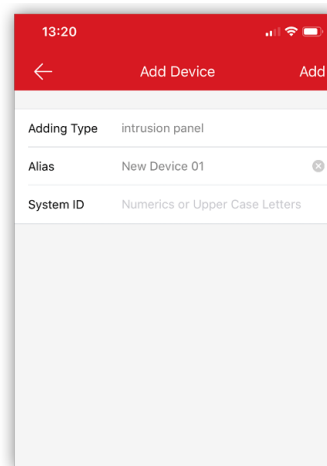 13:20
Add Device Add
Adding Type intrusion panel
Alias New Device 01
System ID Numerics or Upper Case Letters